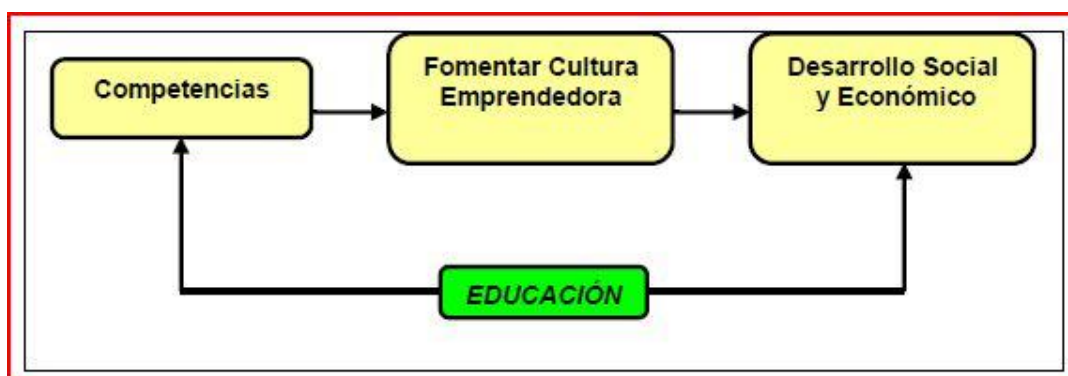 Competencias
Fomentar Cultura
Emprendedora
Desarrollo Social
y Económico
EDUCACIÓN